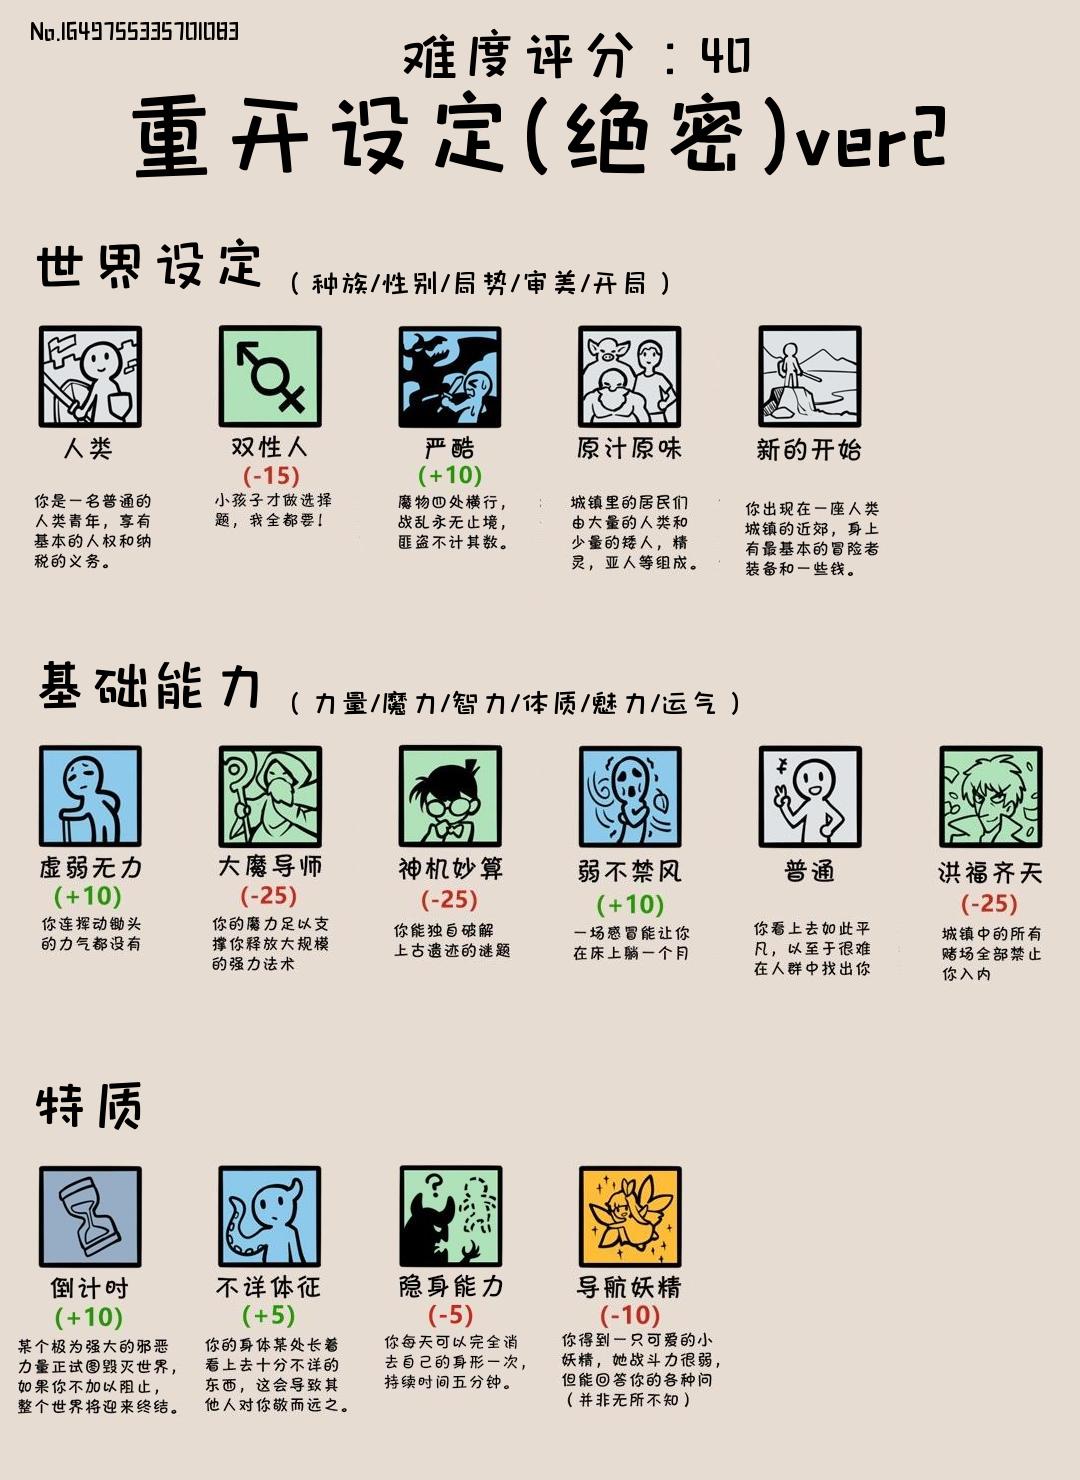 No.1649755335701083
难度评分：40
重开设定(绝密)ver2
世界设定（种族/性别/局势/审美/开局）
人类
双性人
(-15)
严酷
(+10)
原汁原味
新的开始
你是一名普通的
人类青年，享有
基本的人权和纳
税的义务。
小孩子才做选择
题，我全都要！
魔物四处横行，
战乱永无止境，
匪盗不计其数。
城镇里的居民们
由大量的人类和
少量的矮人，精
灵，亚人等组成。
你出现在一座人类
城镇的近郊，身上
有最基本的冒险者
装备和一些钱。
基础能力（力量/魔力/智力/体质/魅力/运气）
虚弱无力
(+10)
大魔导师
(-25)
神机妙算
(-25)
弱不禁风
(+10)
普通
洪福齐天
(-25)
你连挥动锄头
的力气都没有
你的魔力足以支
撑你释放大规模
的强力法术
你能独自破解
上古遗迹的谜题
一场感冒能让你
在床上躺一个月
你看上去如此平
凡，以至于很难
在人群中找出你
城镇中的所有
赌场全部禁止
你入内
特质
倒计时
(+10)
不详体征
(+5)
隐身能力
(-5)
导航妖精
(-10)
某个极为强大的邪恶
力量正试图毁灭世界，
如果你不加以阻止，
整个世界将迎来终结。
你的身体某处长着
看上去十分不详的
东西，这会导致其
他人对你敬而远之。
你每天可以完全消
去自己的身形一次，
持续时间五分钟。
你得到一只可爱的小
妖精，她战斗力很弱，
但能回答你的各种问
（并非无所不知）